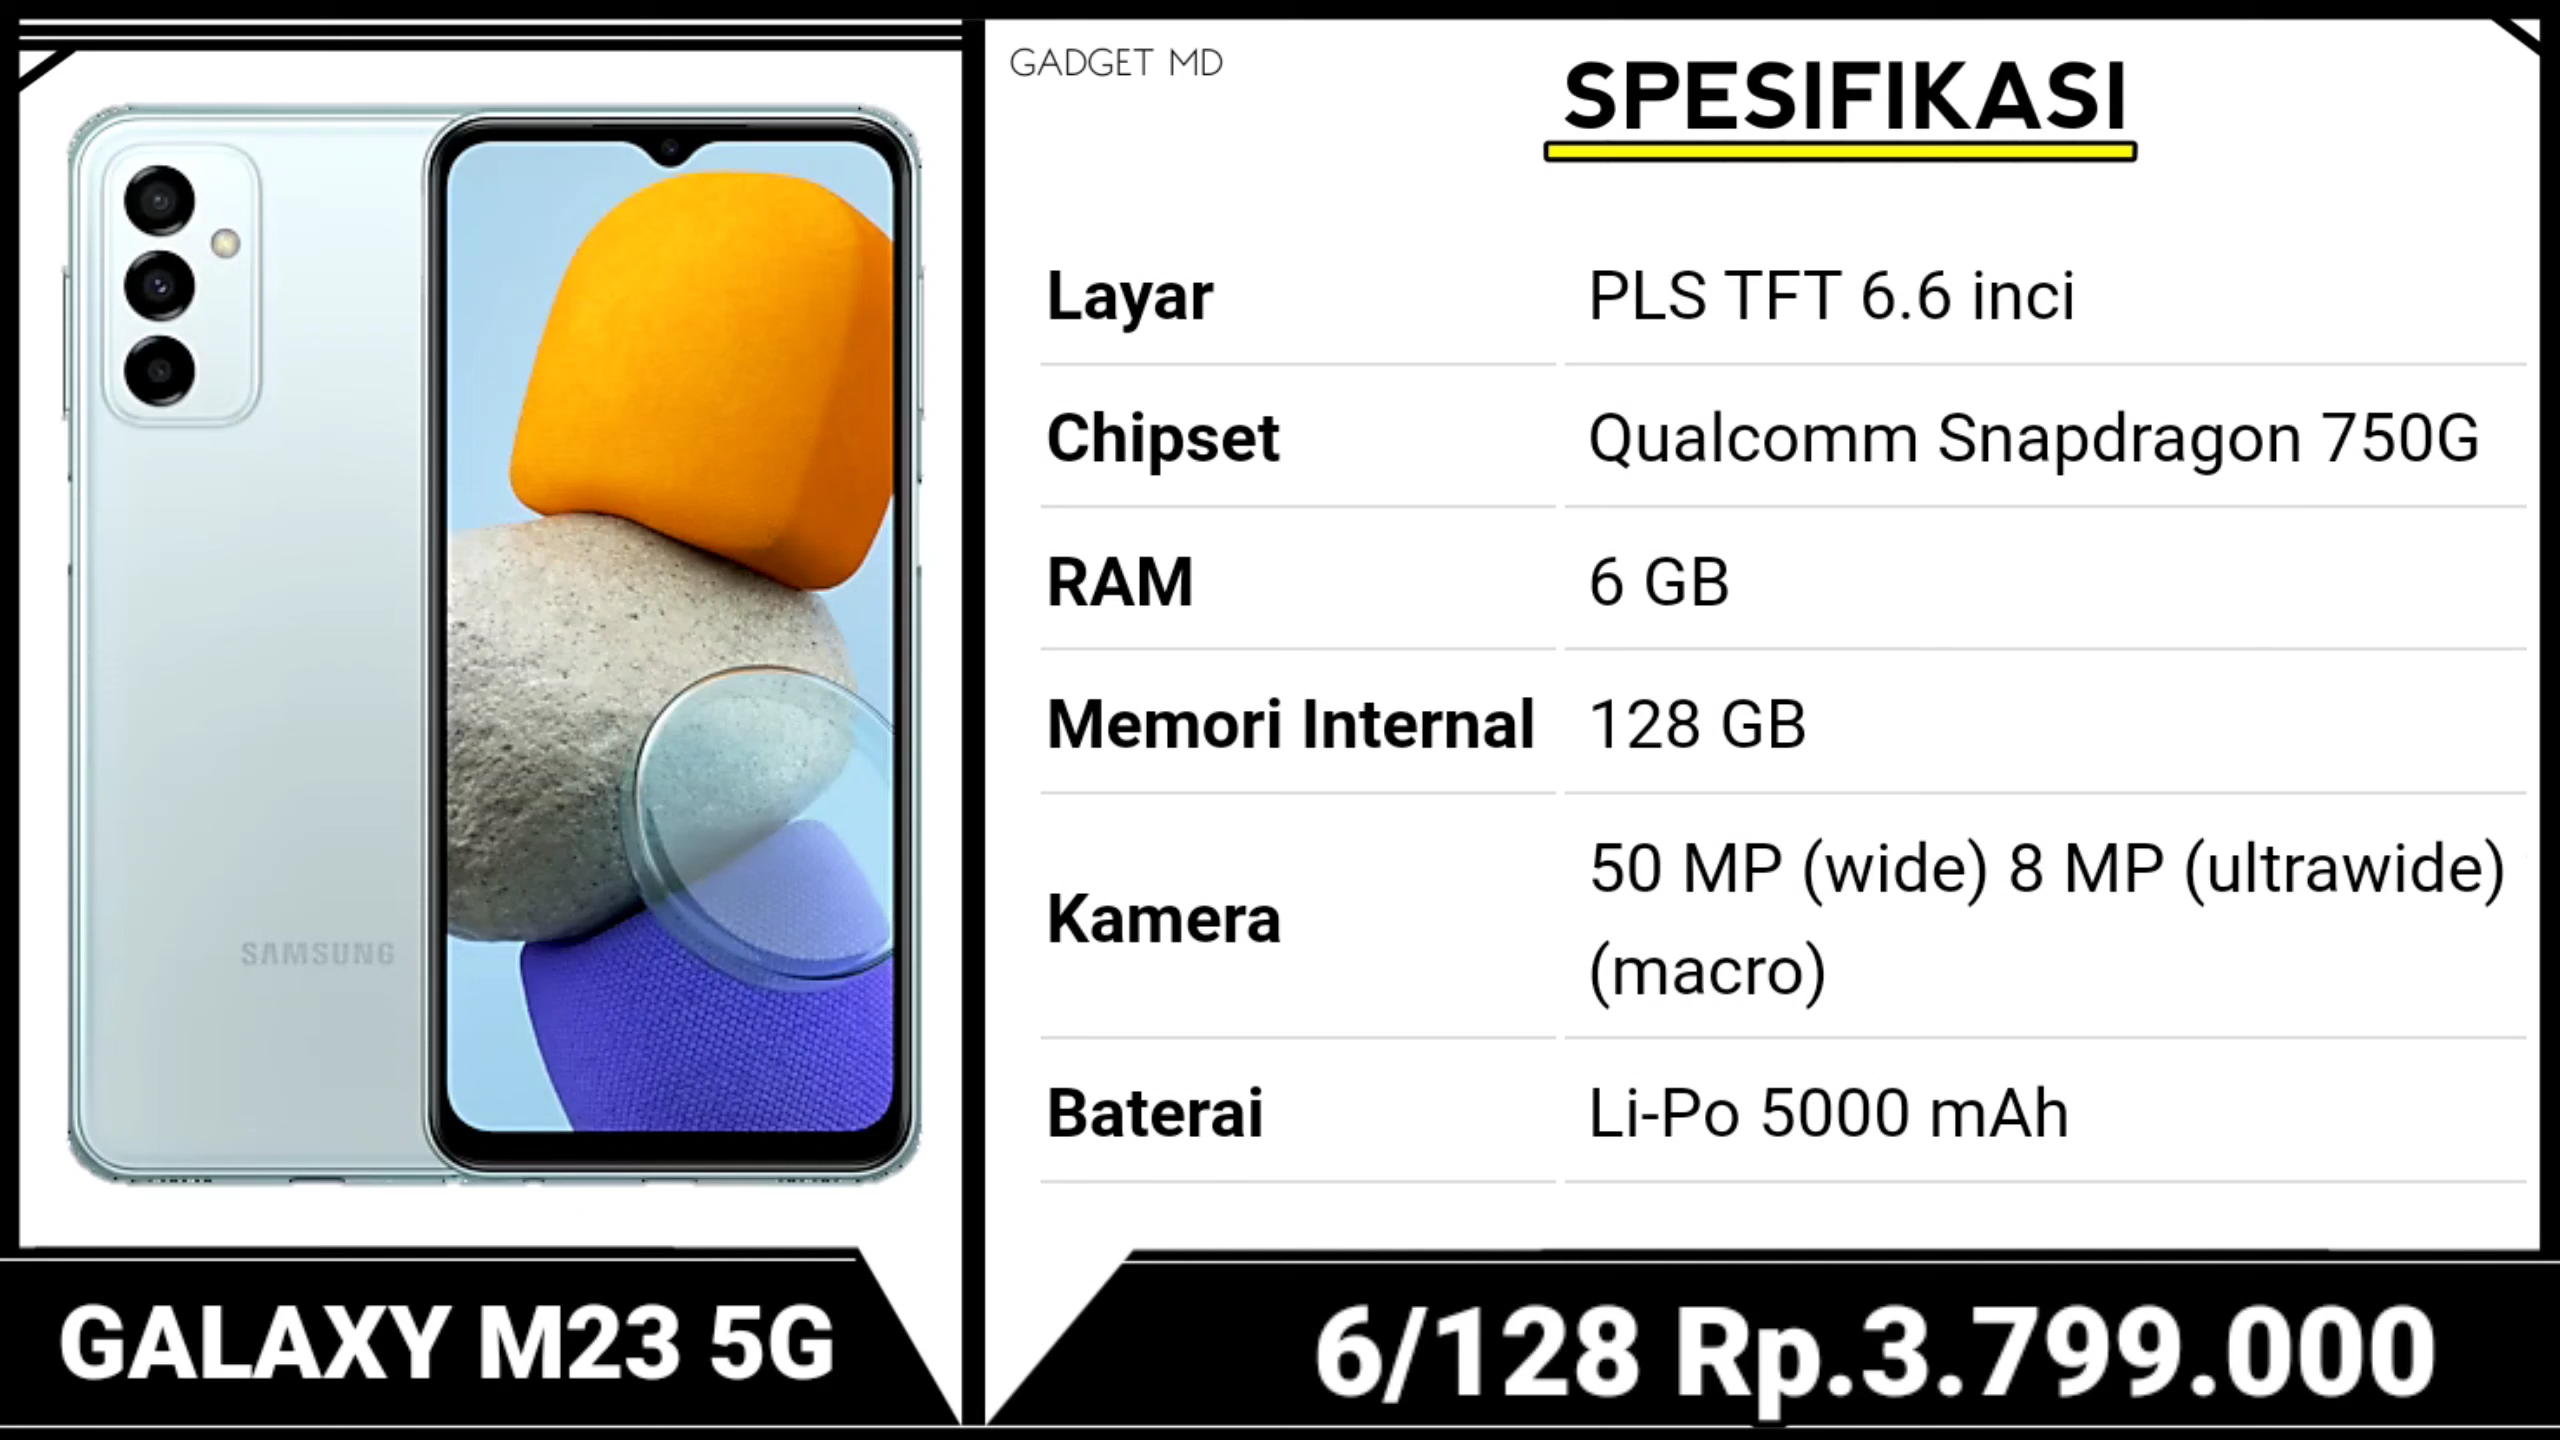 GADGET MD
SPESIFIKASI
Layar PLS TFT 6.6 inci
Chipset Qualcomm Snapdragon 750G
RAM 6 GB
Memori Internal 128 GB
Kamera 50 MP (wide) 8 MP (ultrawide)
(macro)
Baterai Li-Po 5000 mAh
SAMSUNG
GALAXY M23 5G
6/128 Rp.3.799.000